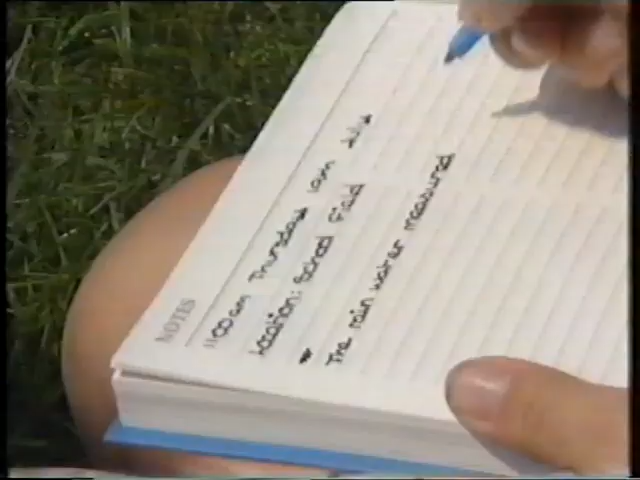 NOTES
11:00am Thursday 10th July
Location: School Field
The rain water measured